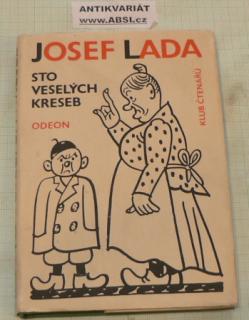 ANTIKVARIÁT
www.ABSI.cz
JOSEF LADA
STO
VESELÝCH
KRESEB
ODEON
KLUB ČTENÁŘŮ